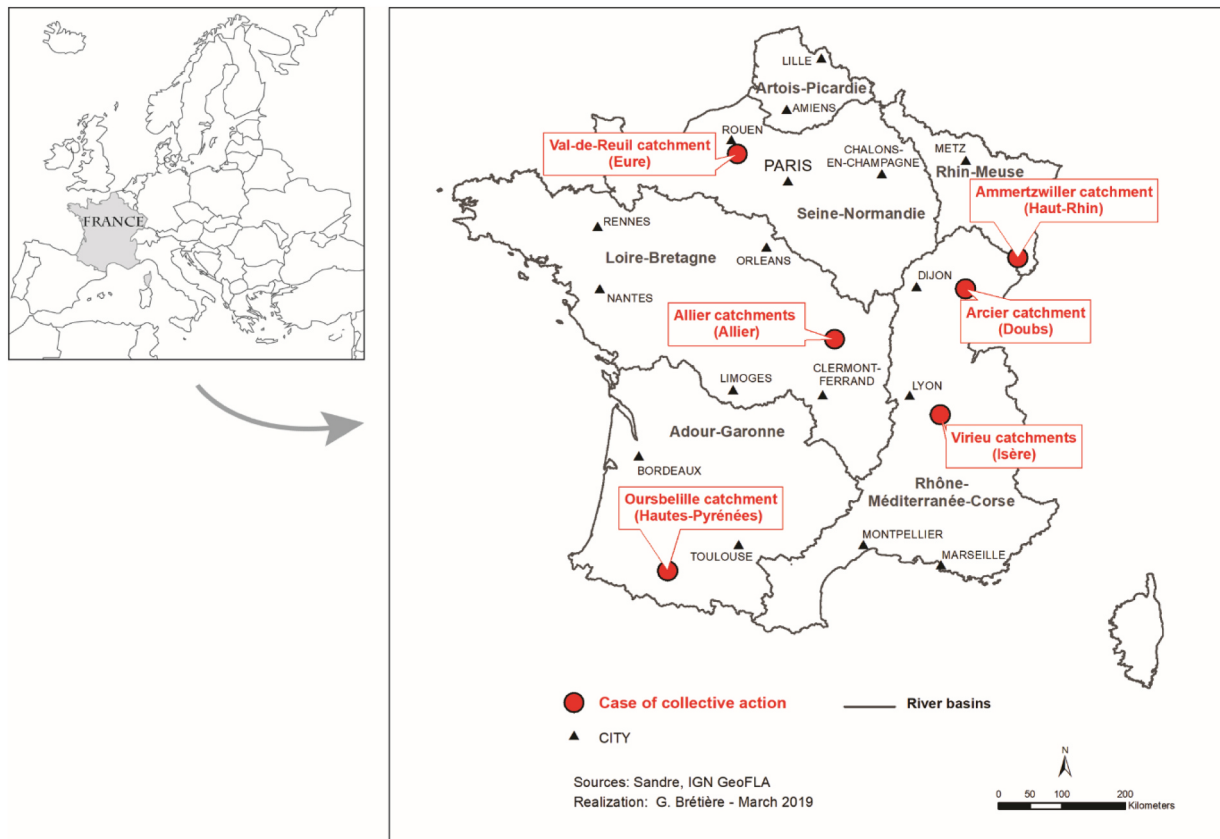 FRANCE
LILLE
Artois-Picardie
AMIENS
ROUEN
Val-de-Reuil catchment
(Eure)
PARIS
CHALONS-
EN-CHAMPAGNE
METZ
Rhin-Meuse
Ammertzwiller catchment
(Haut-Rhin)
Seine-Normandie
RENNES
Loire-Bretagne
ORLEANS
DIJON
NANTES
Arcier catchment
(Doubs)
Allier catchments
(Allier)
LIMOGES
CLERMONT-
FERRAND
LYON
Adour-Garonne
Virieu catchments
(Isère)
BORDEAUX
Oursbelille catchment
(Hautes-Pyrénées)
Rhône-
Méditerranée-Corse
TOULOUSE
MONTPELLIER
MARSEILLE
Case of collective action
River basins
CITY
Sources: Sandre, IGN GeoFLA
Realization: G. Brétière - March 2019
N
0 50 100 200
Kilometers